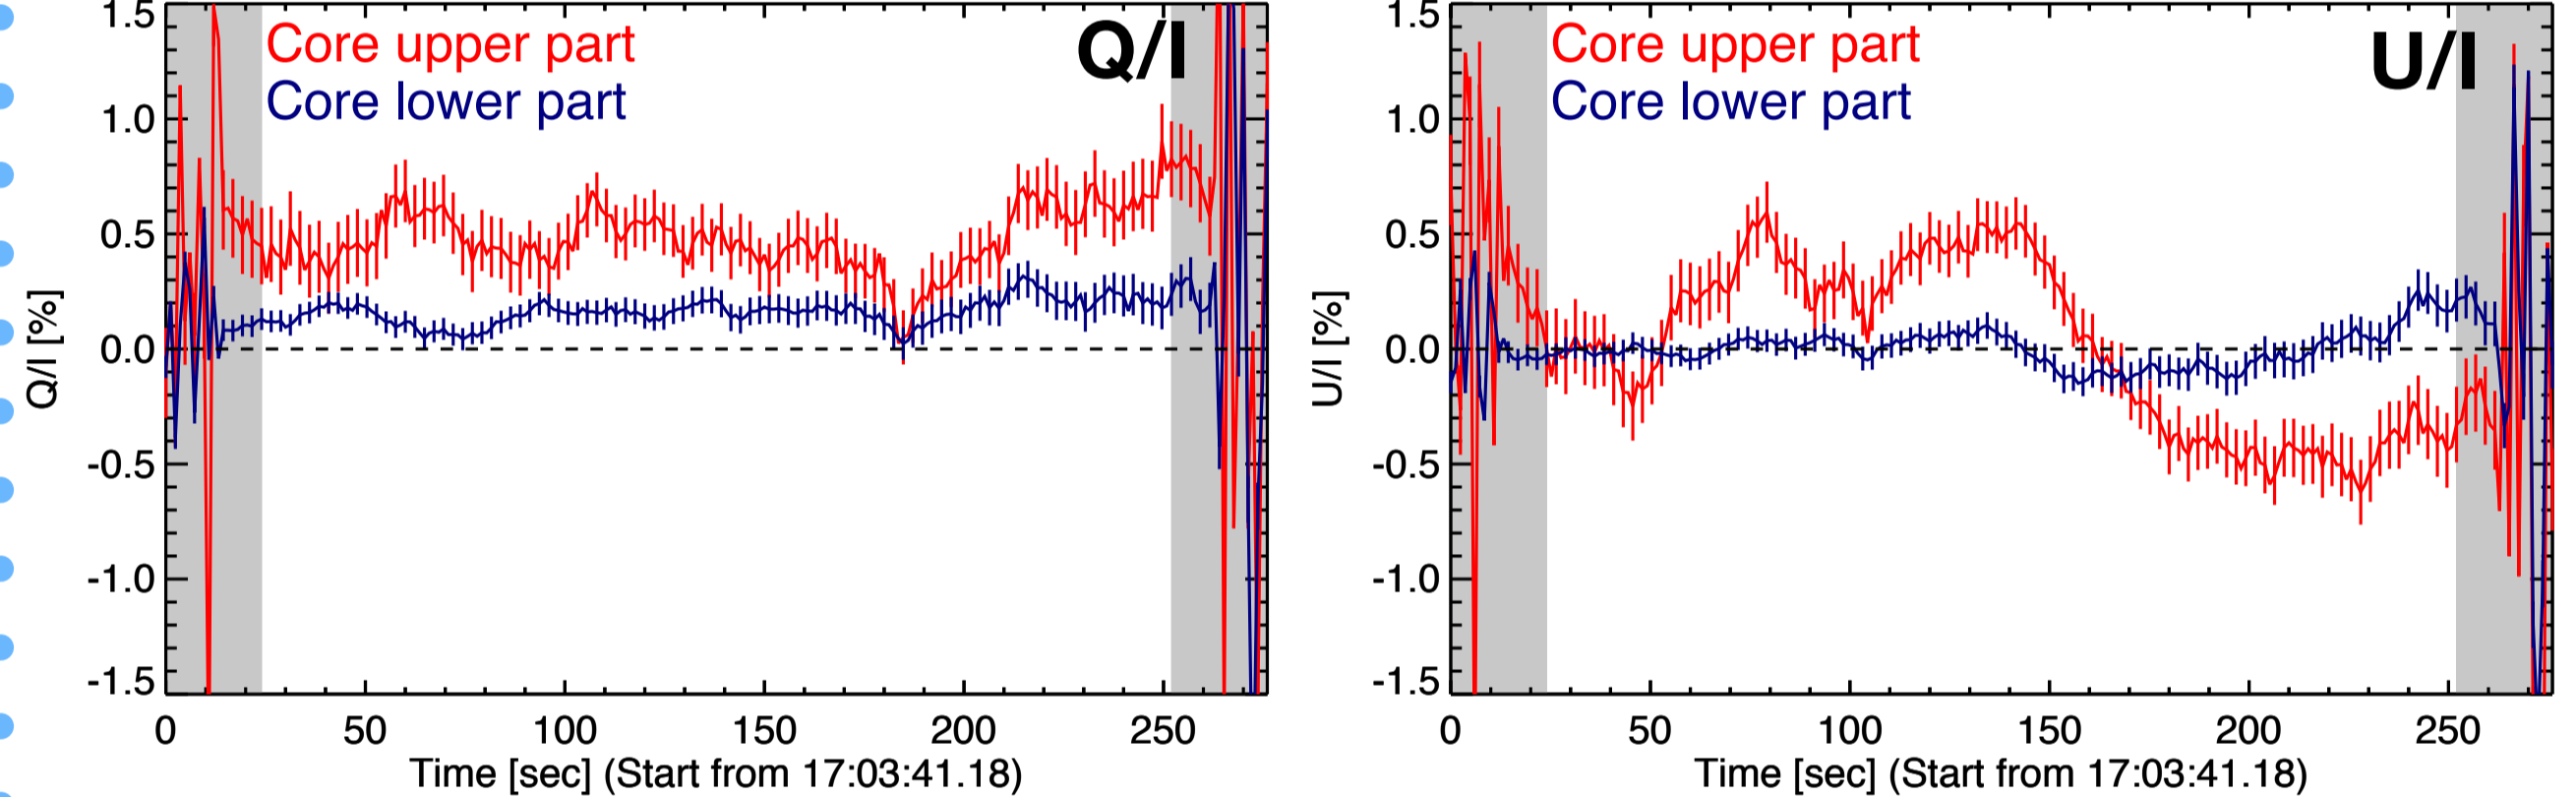 Q/I
Core upper part
Core lower part
1.5
1.0
0.5
0.0
-0.5
-1.0
-1.5
Q/I [%]
0 50 100 150 200 250
Time [sec] (Start from 17:03:41.18)
U/I
Core upper part
Core lower part
1.5
1.0
0.5
0.0
-0.5
-1.0
-1.5
U/I [%]
0 50 100 150 200 250
Time [sec] (Start from 17:03:41.18)